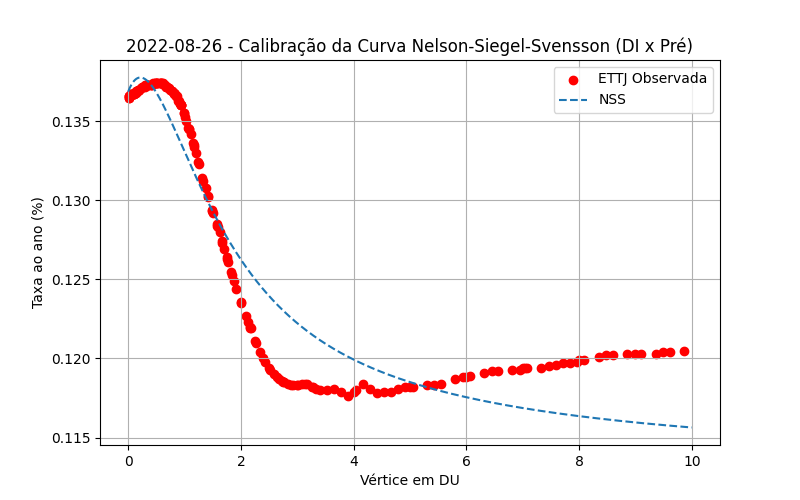 2022-08-26 - Calibração da Curva Nelson-Siegel-Svensson (DI x Pré)
ETTJ Observada
NSS
Taxa ao ano (%)
0.135
0.130
0.125
0.120
0.115
0 2 4 6 8 10
Vértice em DU